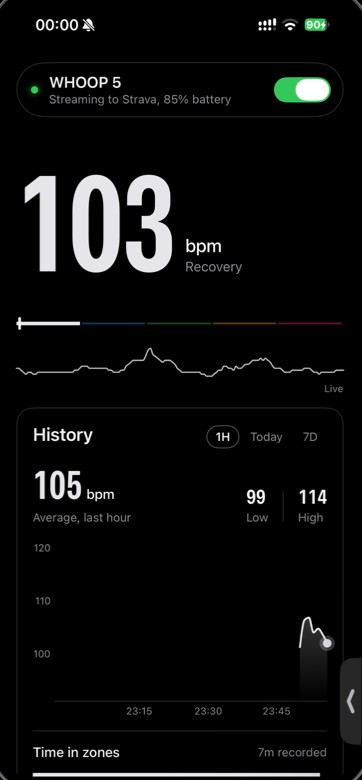 00:00
90+
WHOOP 5
Streaming to Strava, 85% battery
103 bpm
Recovery
Live
History
1H Today 7D
105 bpm
99 114
Average, last hour
Low High
120
110
100
23:15 23:30 23:45
Time in zones 7m recorded